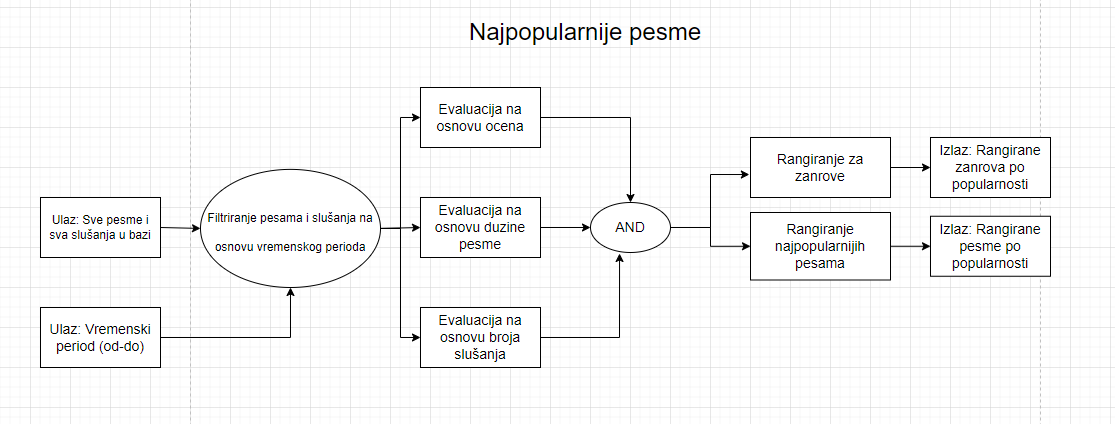 Najpopularnije pesme
Ulaz: Sve pesme i
sva slušanja u bazi
Ulaz: Vremenski
period (od-do)
Filtriranje pesama i slušanja na
osnovu vremenskog perioda
Evaluacija na
osnovu ocena
Evaluacija na
osnovu duzine
pesme
Evaluacija na
osnovu broja
slušanja
AND
Rangiranje za
zanrove
Rangiranje
najpopularnijih
pesama
Izlaz: Rangirane
zanrova po
popularnosti
Izlaz: Rangirane
pesme po
popularnosti